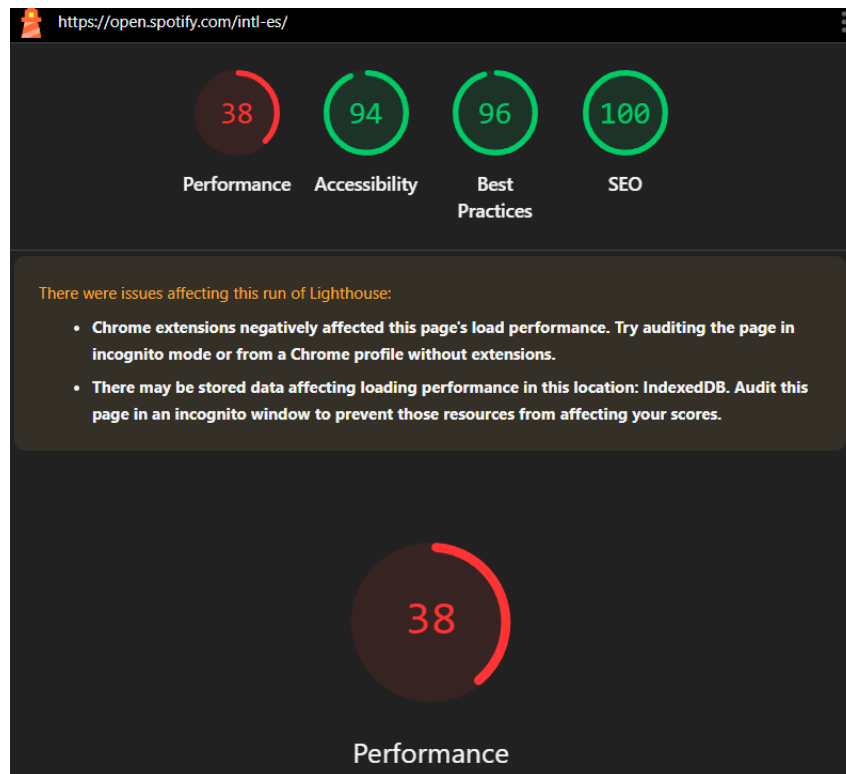 https://open.spotify.com/intl-es/
38 94 96 100
Performance Accessibility Best Practices SEO
There were issues affecting this run of Lighthouse:
• Chrome extensions negatively affected this page's load performance. Try auditing the page in
incognito mode or from a Chrome profile without extensions.
• There may be stored data affecting loading performance in this location: IndexedDB. Audit this
page in an incognito window to prevent those resources from affecting your scores.
38
Performance